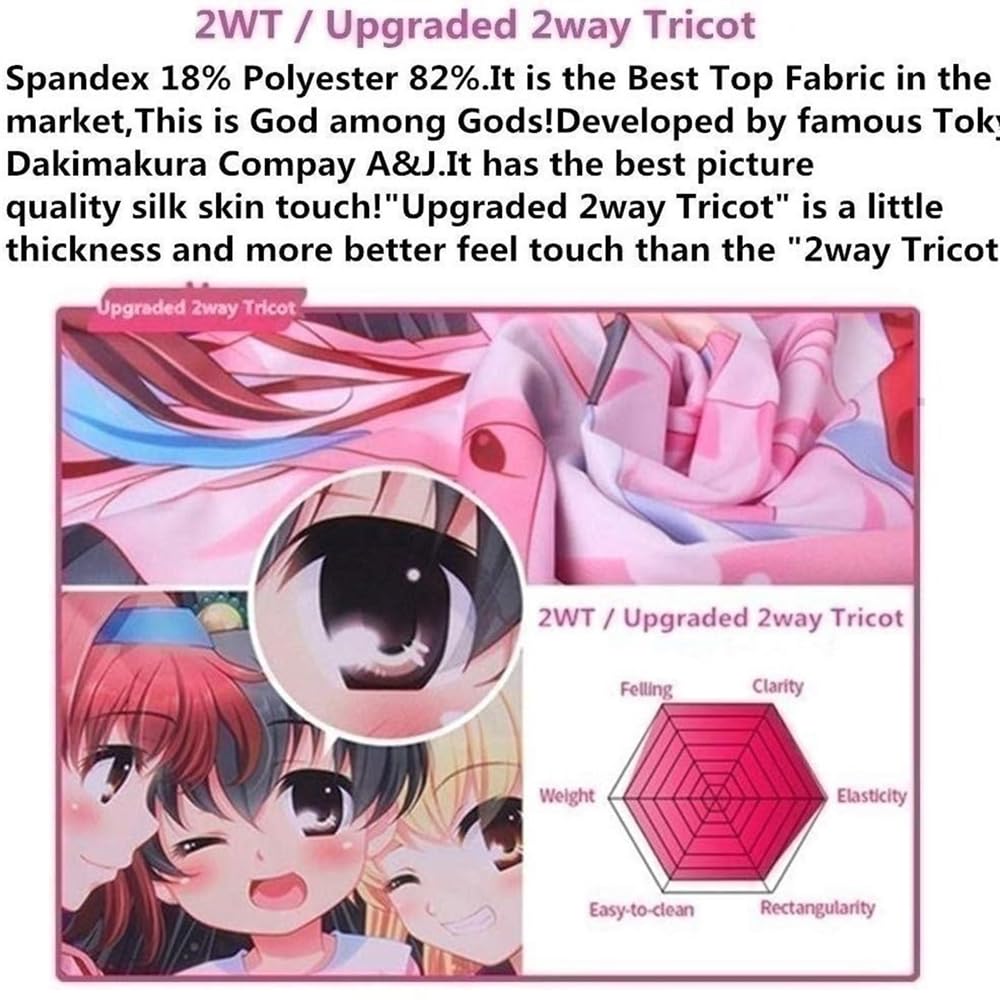 2WT / Upgraded 2way Tricot
Spandex 18% Polyester 82%.It is the Best Top Fabric in the
market,This is God among Gods!Developed by famous Toky
Dakimakura Compay A&J.It has the best picture
quality silk skin touch!"Upgraded 2way Tricot" is a little
thickness and more better feel touch than the "2way Tricot
Upgraded 2way Tricot
2WT / Upgraded 2way Tricot
Felling
Clarity
Weight
Elasticity
Easy-to-clean
Rectangularity